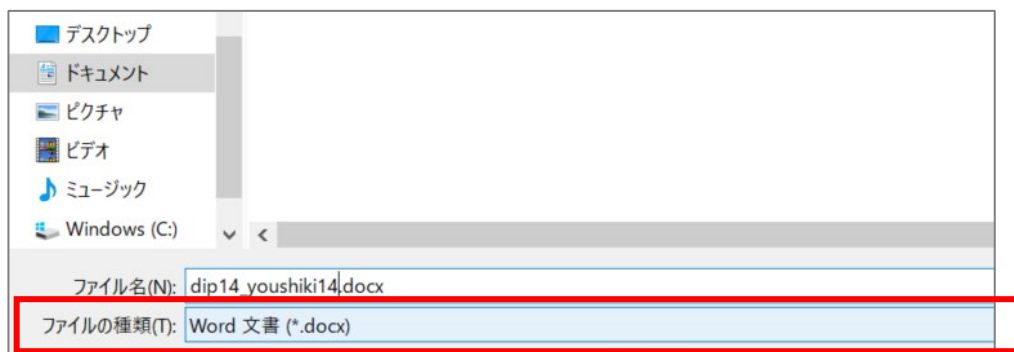 デスクトップ
ドキュメント
ピクチャ
ビデオ
ミュージック
Windows (C:)
ファイル名(N): dip14_youshiki14.docx
ファイルの種類(T): Word 文書 (*.docx)